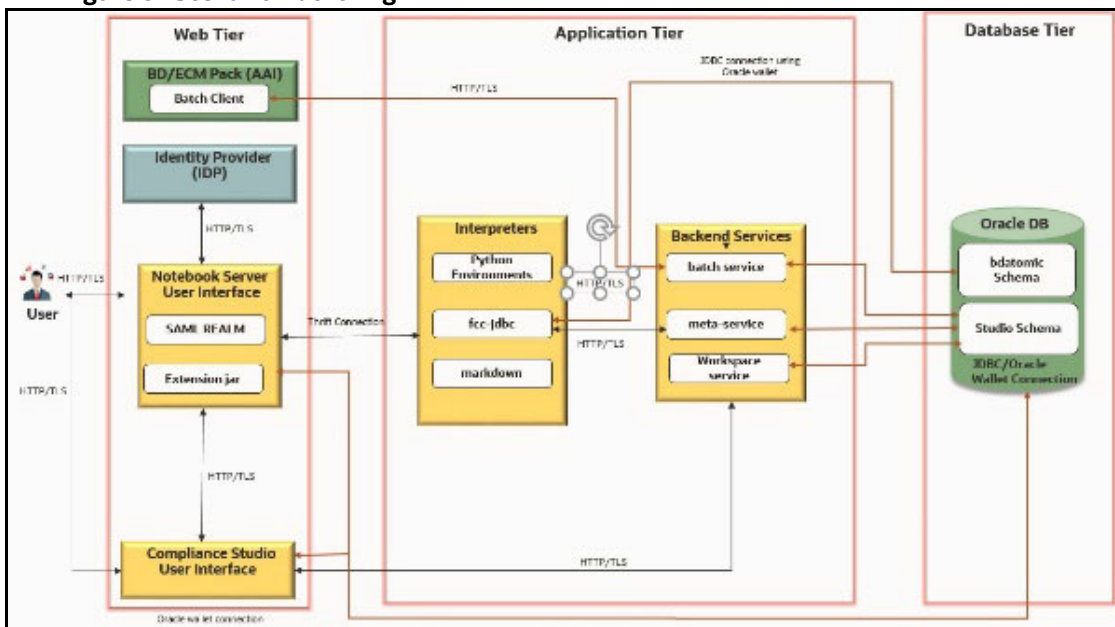 Web Tier
BD/ECM Pack (AAI)
Batch Client
Identity Provider
(IDP)
HTTP/TLS
HTTP/TLS
User
Notebook Server
User Interface
SAML REALM
Extension jar
HTTP/TLS
HTTP/TLS
Compliance Studio
User Interface
Oracle wallet connection
Application Tier
HTTP/TLS
JDBC connection using
Oracle wallet
Thrift Connection
Interpreters
Python
Environments
fcc-jdbc
markdown
HTTP/TLS
HTTP/TLS
Backend Services
batch service
meta-service
Workspace
service
HTTP/TLS
Database Tier
Oracle DB
bdatomic
Schema
Studio Schema
JDBC/Oracle
Wallet Connection